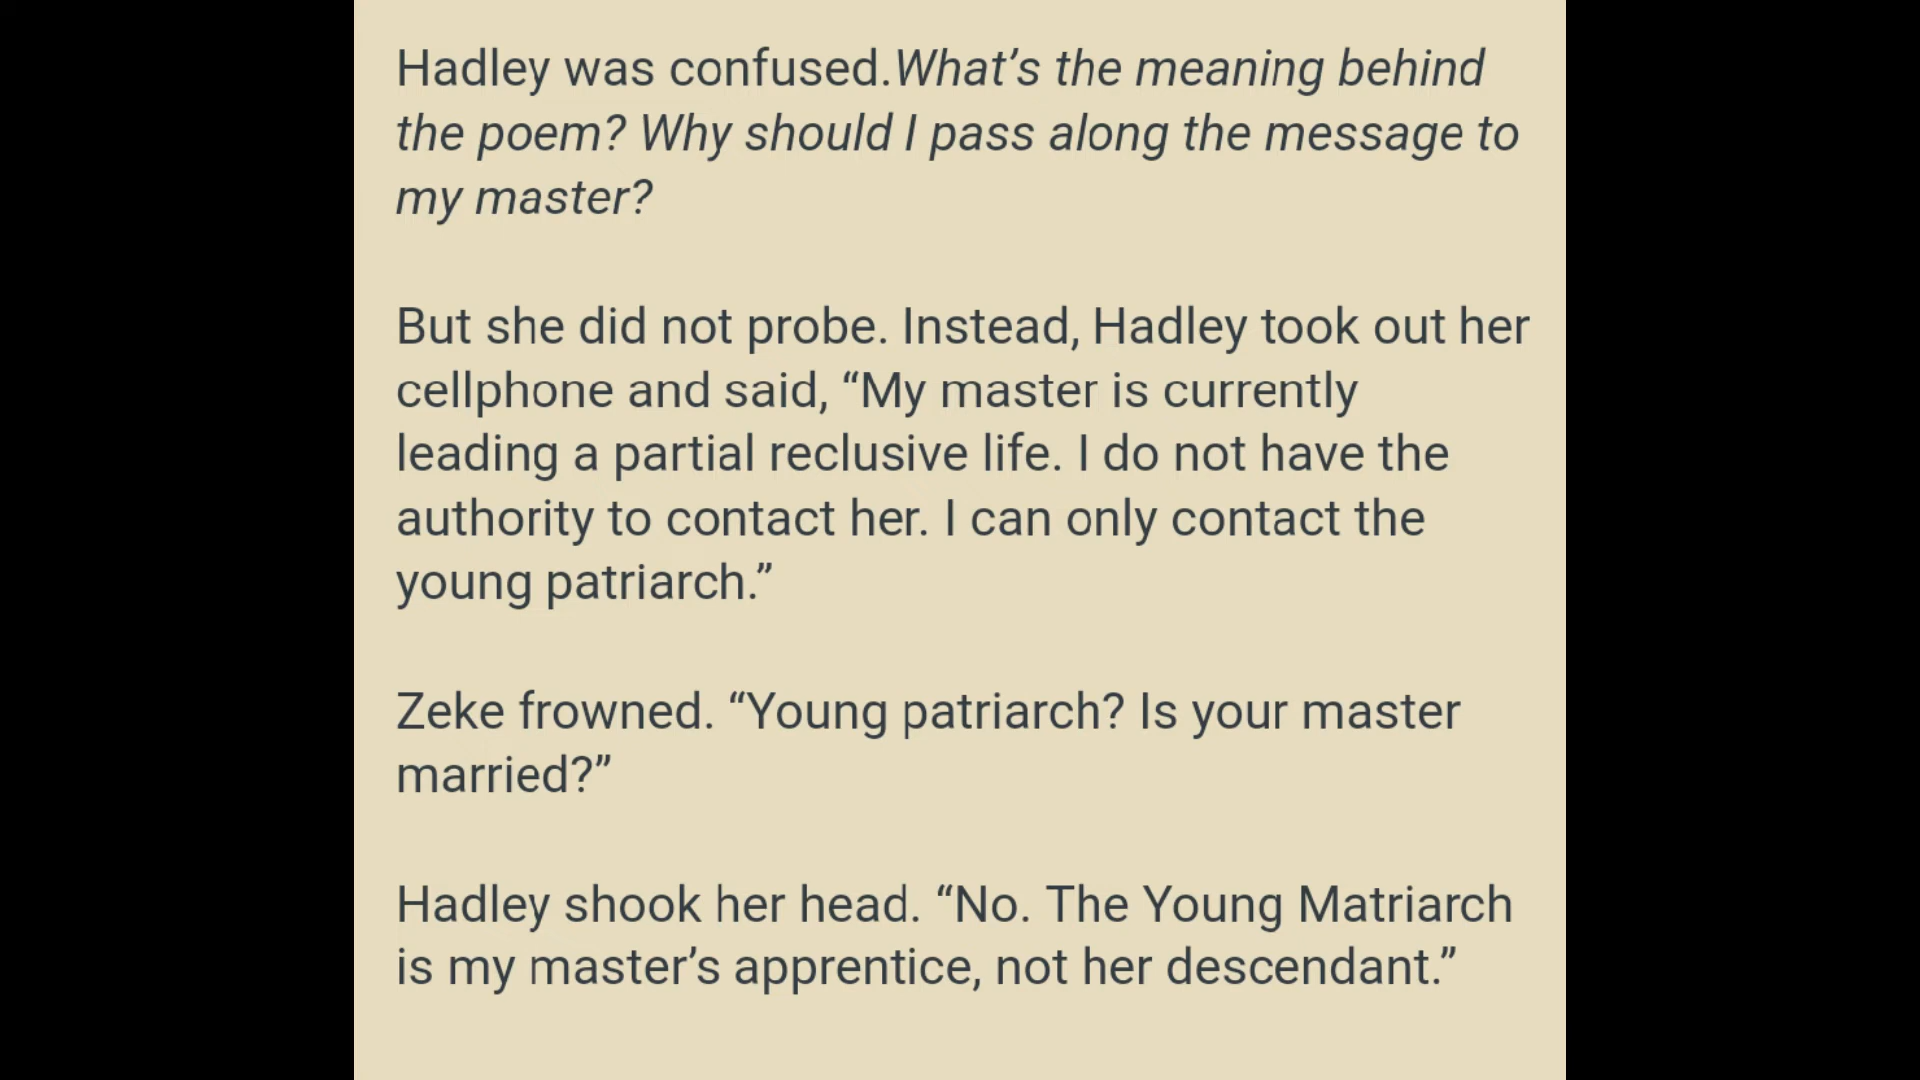 Hadley was confused.What’s the meaning behind
the poem? Why should I pass along the message to
my master?
But she did not probe. Instead, Hadley took out her
cellphone and said, “My master is currently
leading a partial reclusive life. I do not have the
authority to contact her. I can only contact the
young patriarch.”
Zeke frowned. “Young patriarch? Is your master
married?”
Hadley shook her head. “No. The Young Matriarch
is my master’s apprentice, not her descendant.”